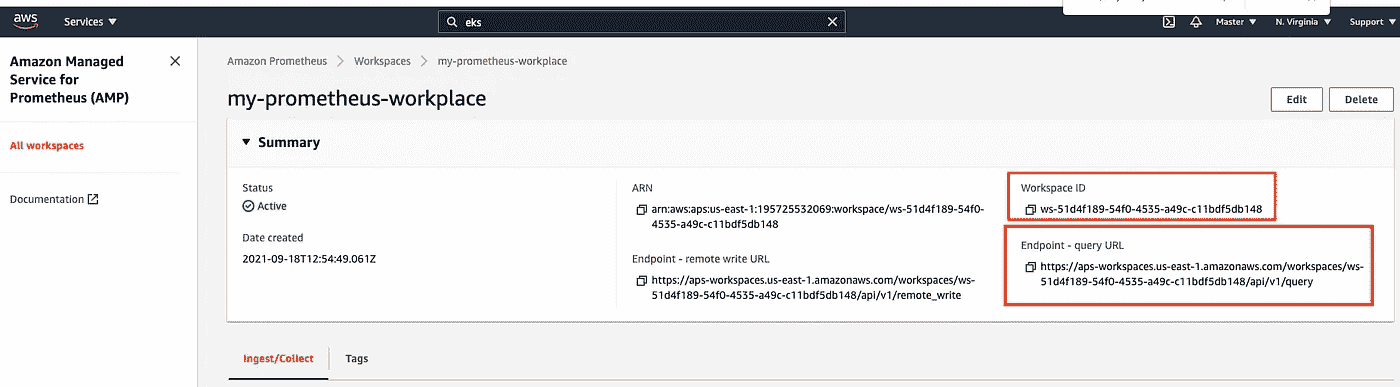 aws
Services
eks
Master
N. Virginia
Support
Amazon Managed
Service for
Prometheus (AMP)
All workspaces
Documentation
Amazon Prometheus
Workspaces
my-prometheus-workplace
my-prometheus-workplace
Edit
Delete
Summary
Status
Active
Date created
2021-09-18T12:54:49.061Z
ARN
arn:aws:aps:us-east-1:195725532069:workspace/ws-51d4f189-54f0-
4535-a49c-c11bdf5db148
Endpoint - remote write URL
https://aps-workspaces.us-east-1.amazonaws.com/workspaces/ws-
51d4f189-54f0-4535-a49c-c11bdf5db148/api/v1/remote_write
Workspace ID
ws-51d4f189-54f0-4535-a49c-c11bdf5db148
Endpoint - query URL
https://aps-workspaces.us-east-1.amazonaws.com/workspaces/ws-
51d4f189-54f0-4535-a49c-c11bdf5db148/api/v1/query
Ingest/Collect
Tags